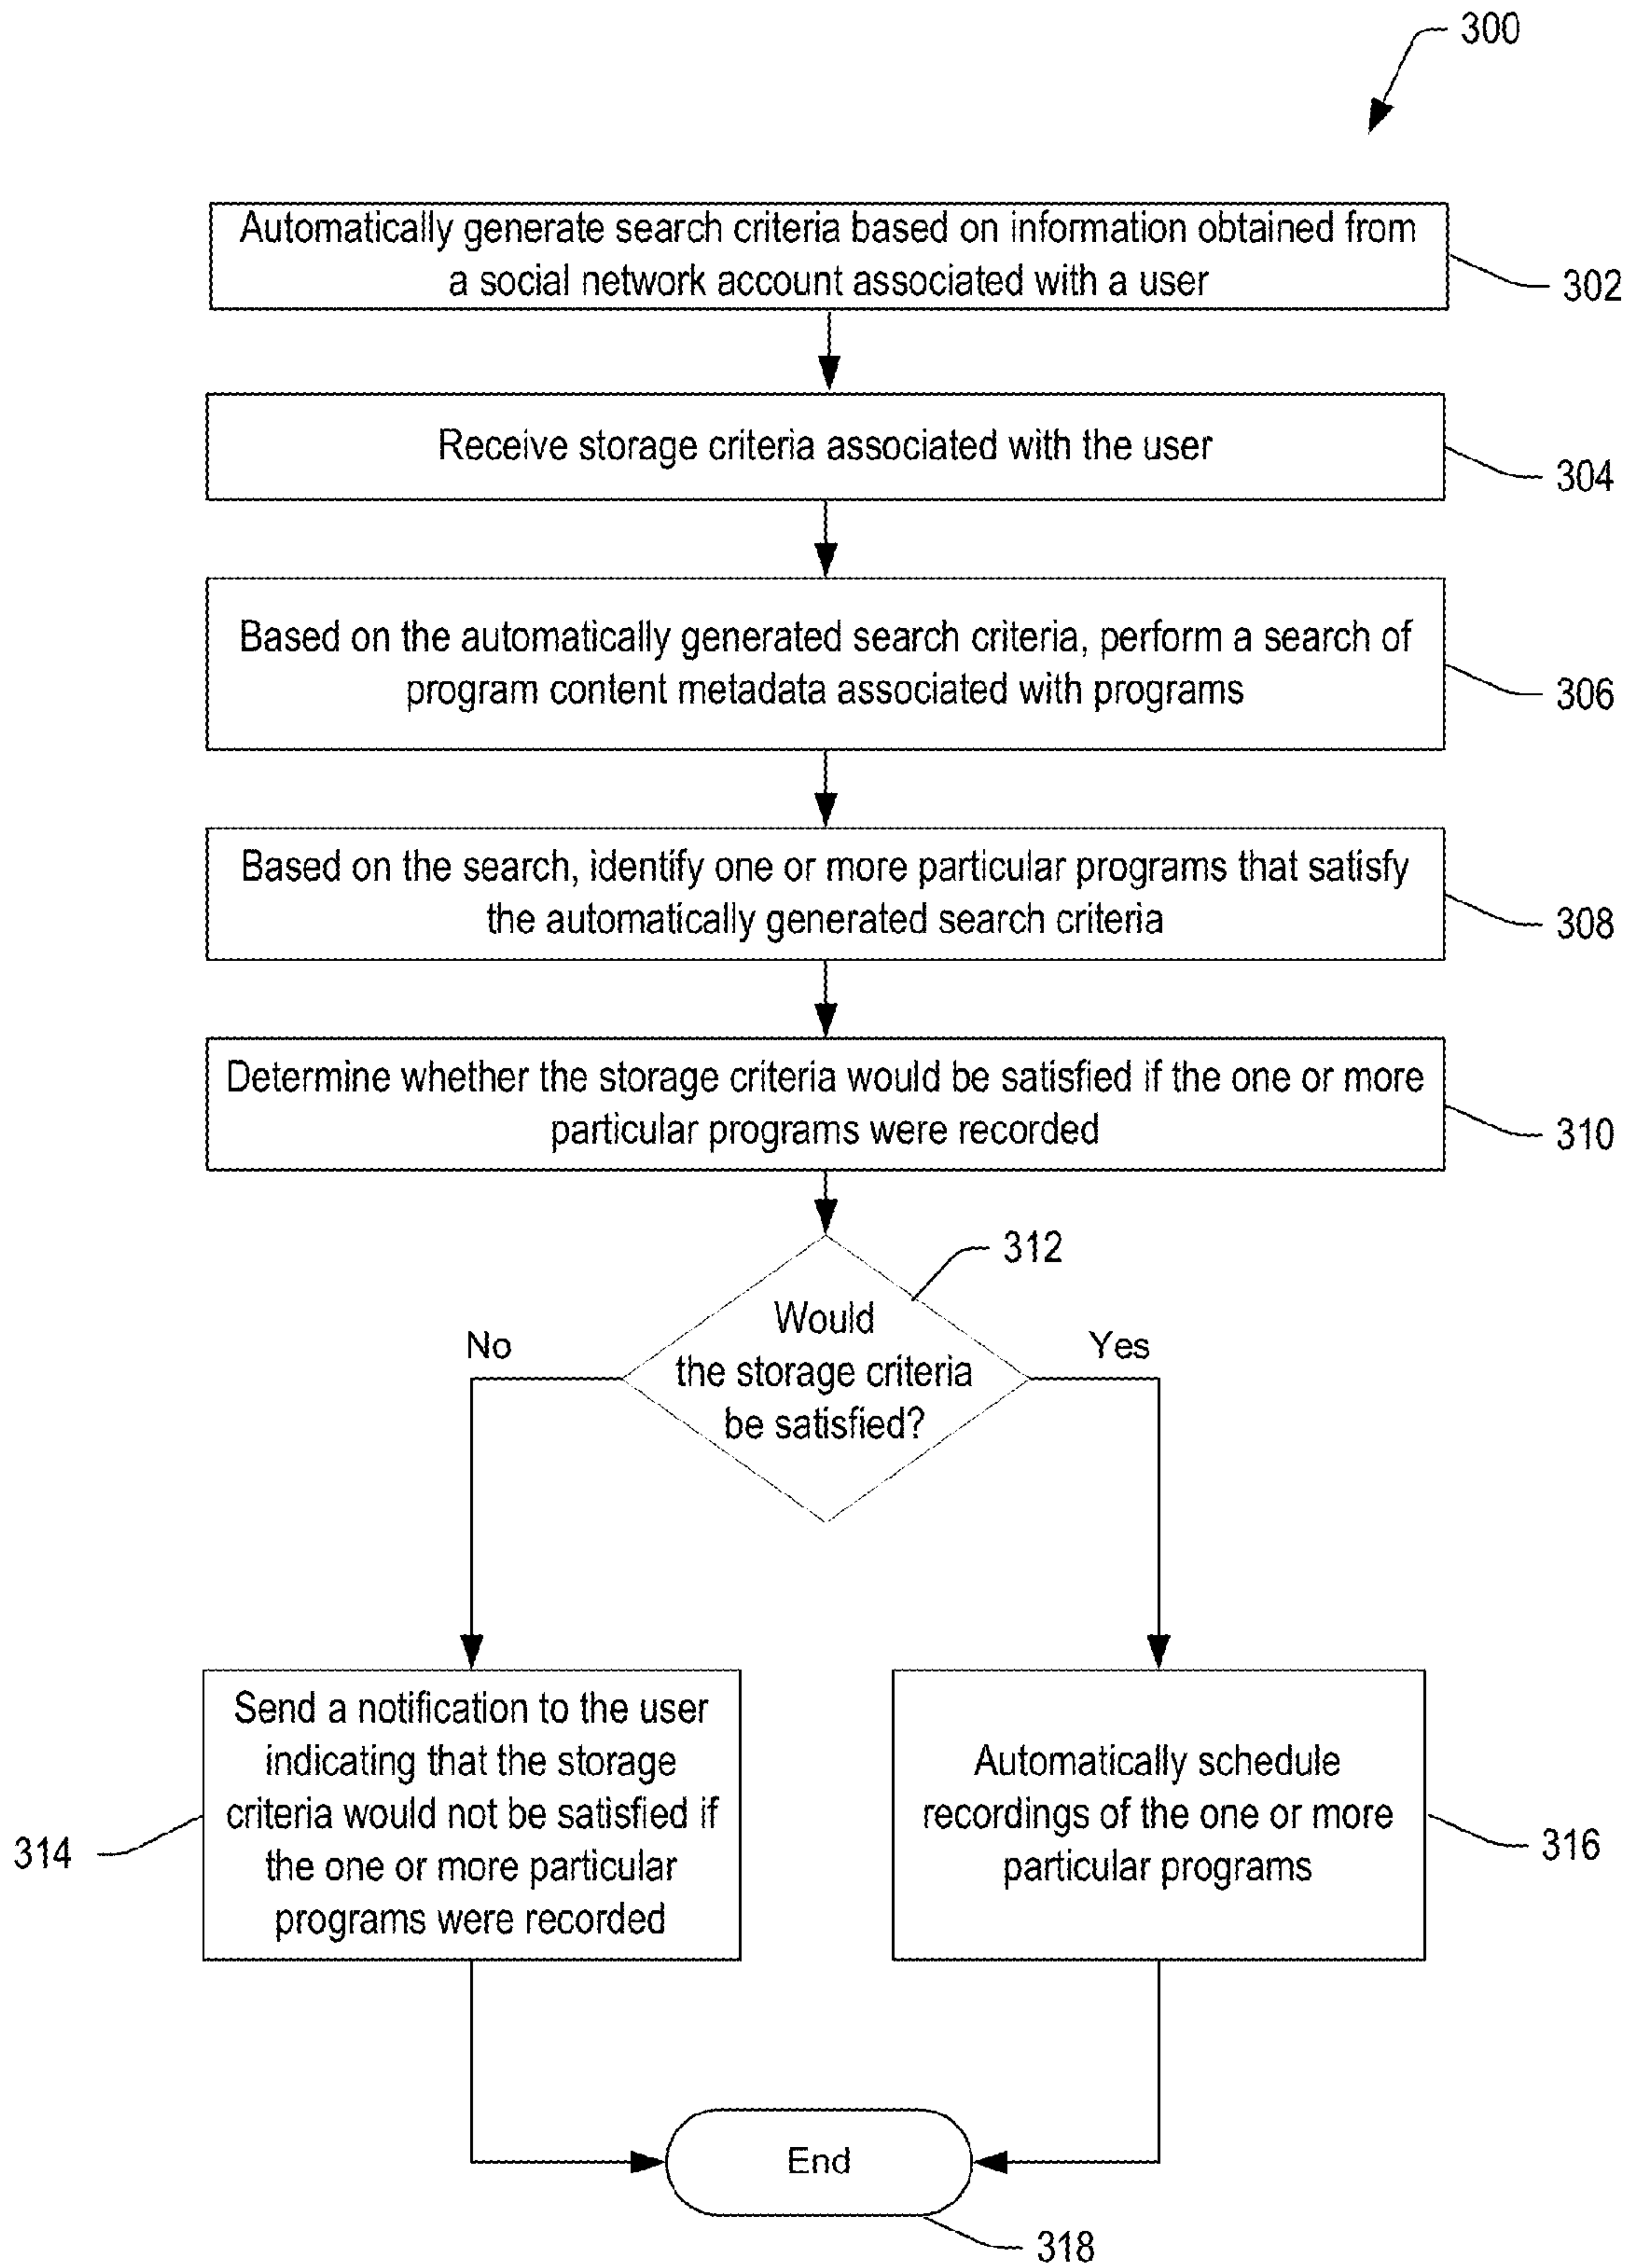 300
Automatically generate search criteria based on information obtained from
a social network account associated with a user
302
Receive storage criteria associated with the user
304
Based on the automatically generated search criteria, perform a search of
program content metadata associated with programs
306
Based on the search, identify one or more particular programs that satisfy
the automatically generated search criteria
308
Determine whether the storage criteria would be satisfied if the one or more
particular programs were recorded
310
312
Would
the storage criteria
be satisfied?
No
Yes
Send a notification to the user
indicating that the storage
criteria would not be satisfied if
the one or more particular
programs were recorded
314
Automatically schedule
recordings of the one or more
particular programs
316
End
318